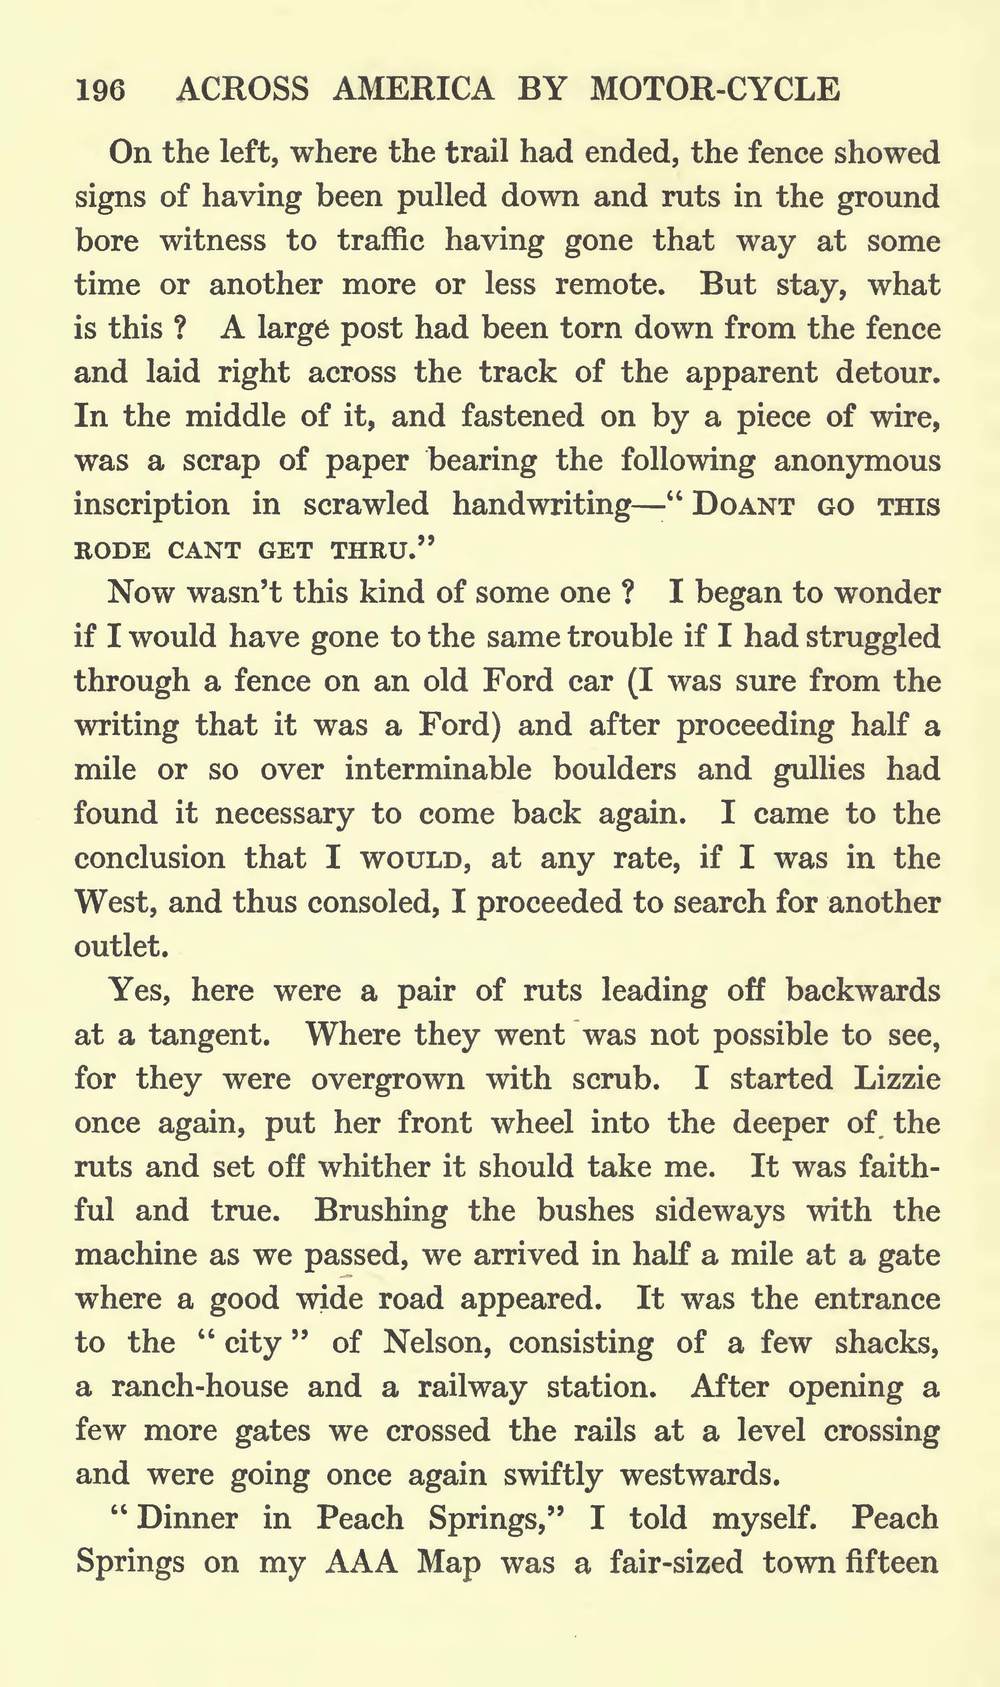 196 ACROSS AMERICA BY MOTOR-CYCLE
On the left, where the trail had ended, the fence showed
signs of having been pulled down and ruts in the ground
bore witness to traffic having gone that way at some
time or another more or less remote. But stay, what
is this ? A large post had been torn down from the fence
and laid right across the track of the apparent detour.
In the middle of it, and fastened on by a piece of wire,
was a scrap of paper bearing the following anonymous
inscription in scrawled handwriting—“ DOANT GO THIS
RODE CANT GET THRU.”
Now wasn’t this kind of some one ? I began to wonder
if I would have gone to the same trouble if I had struggled
through a fence on an old Ford car (I was sure from the
writing that it was a Ford) and after proceeding half a
mile or so over interminable boulders and gullies had
found it necessary to come back again. I came to the
conclusion that I WOULD, at any rate, if I was in the
West, and thus consoled, I proceeded to search for another
outlet.
Yes, here were a pair of ruts leading off backwards
at a tangent. Where they went was not possible to see,
for they were overgrown with scrub. I started Lizzie
once again, put her front wheel into the deeper of the
ruts and set off whither it should take me. It was faith-
ful and true. Brushing the bushes sideways with the
machine as we passed, we arrived in half a mile at a gate
where a good wide road appeared. It was the entrance
to the “ city ” of Nelson, consisting of a few shacks,
a ranch-house and a railway station. After opening a
few more gates we crossed the rails at a level crossing
and were going once again swiftly westwards.
“ Dinner in Peach Springs,” I told myself. Peach
Springs on my AAA Map was a fair-sized town fifteen